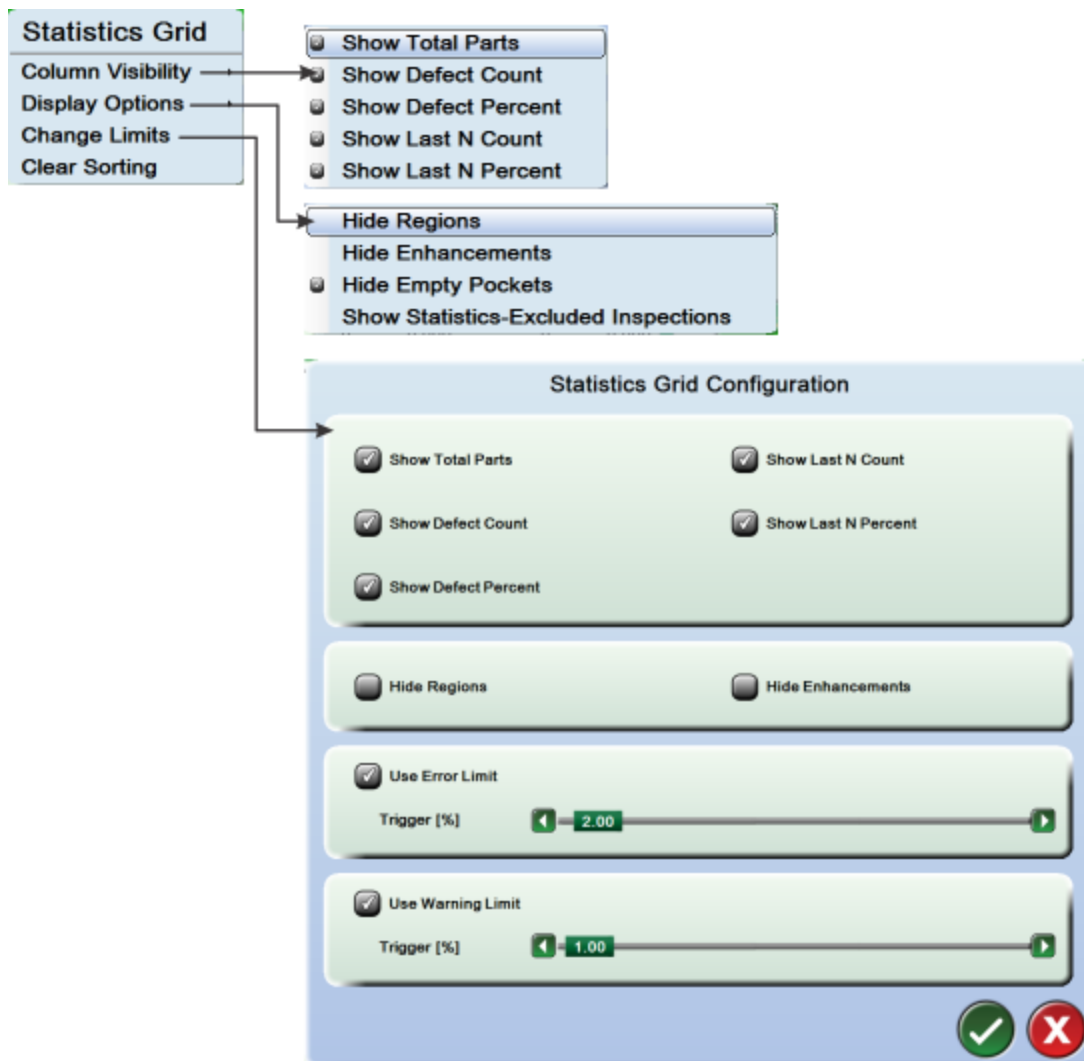 Statistics Grid
Column Visibility
Display Options
Change Limits
Clear Sorting
Show Total Parts
Show Defect Count
Show Defect Percent
Show Last N Count
Show Last N Percent
Hide Regions
Hide Enhancements
Hide Empty Pockets
Show Statistics-Excluded Inspections
Statistics Grid Configuration
Show Total Parts
Show Last N Count
Show Defect Count
Show Last N Percent
Show Defect Percent
Hide Regions
Hide Enhancements
Use Error Limit
Trigger [%]
2.00
Use Warning Limit
Trigger [%]
1.00